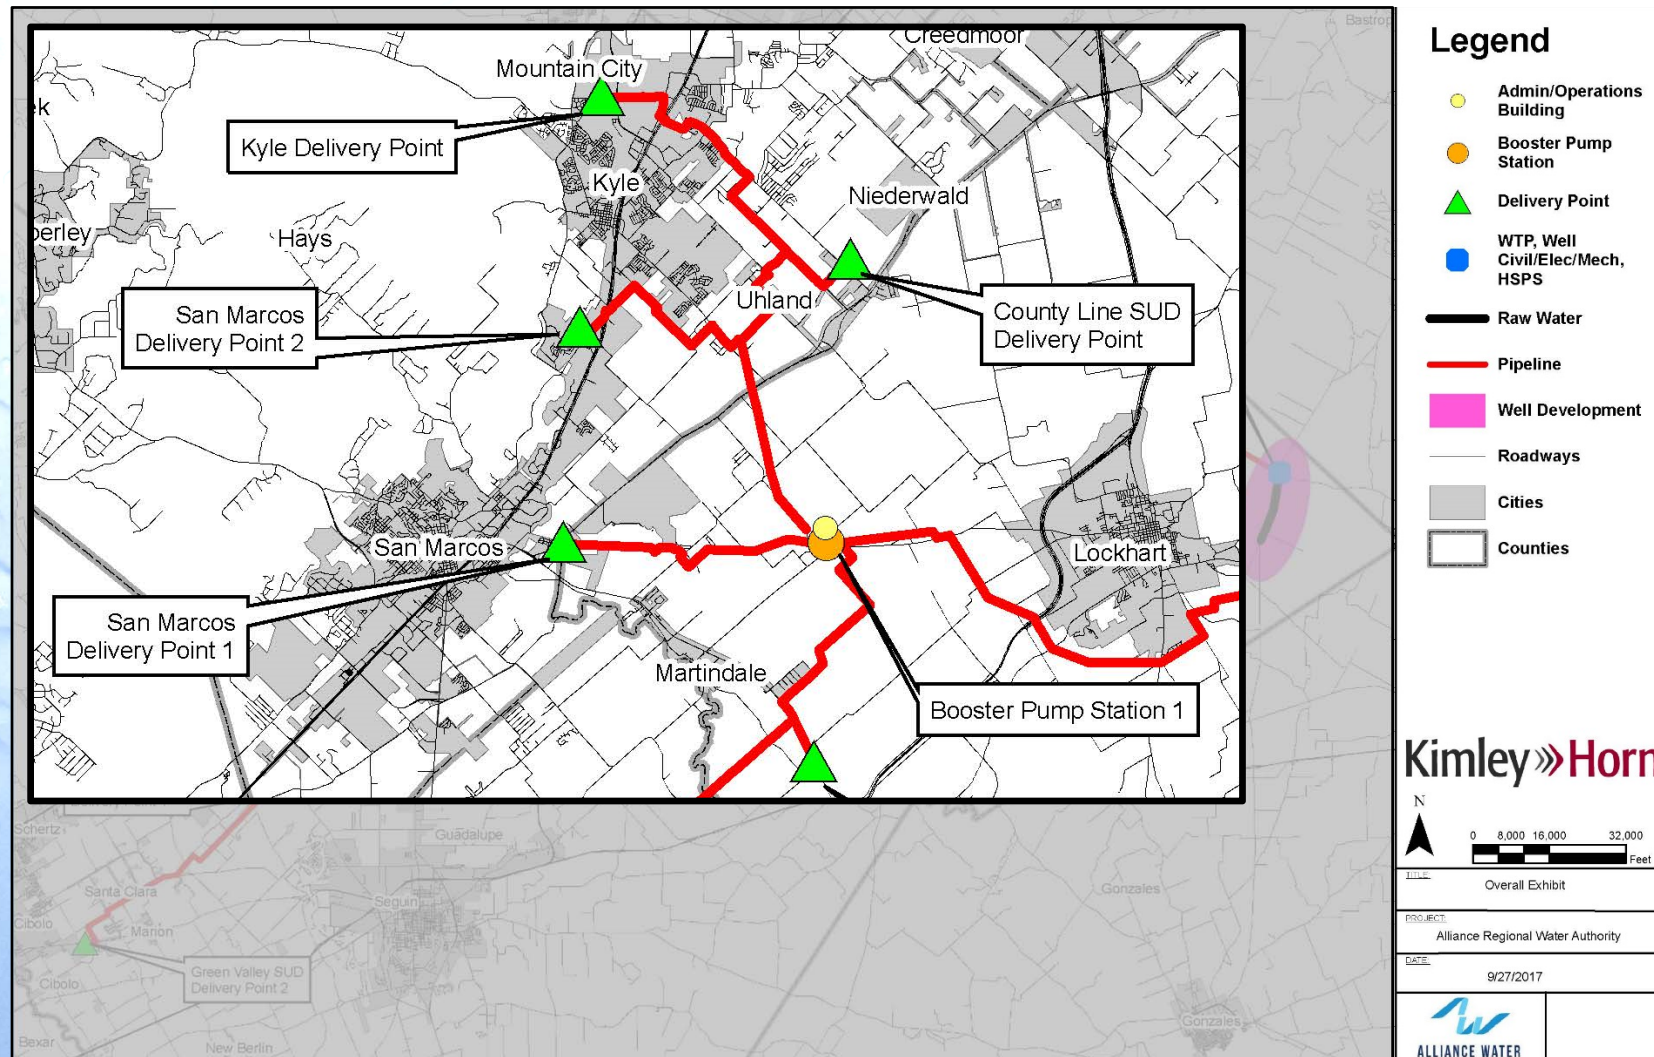 Bastrop
Creedmoor
Mountain City
Kyle Delivery Point
Kyle
Niederwald
Hays
San Marcos
Delivery Point 2
Uhland
County Line SUD
Delivery Point
San Marcos
Lockhart
San Marcos
Delivery Point 1
Martindale
Booster Pump Station 1
Schertz
Guadalupe
Santa Clara
Cibolo
Marion
Seguin
Gonzales
Green Valley SUD
Delivery Point 2
Cibolo
Gonzales
Bexar
New Berlin
Legend
Admin/Operations
Building
Booster Pump
Station
Delivery Point
WTP, Well
Civil/Elec/Mech,
HSPS
Raw Water
Pipeline
Well Development
Roadways
Cities
Counties
Kimley»Horn
N
0 8,000 16,000 32,000
Feet
TITLE:
Overall Exhibit
PROJECT:
Alliance Regional Water Authority
DATE:
9/27/2017
ALLIANCE WATER